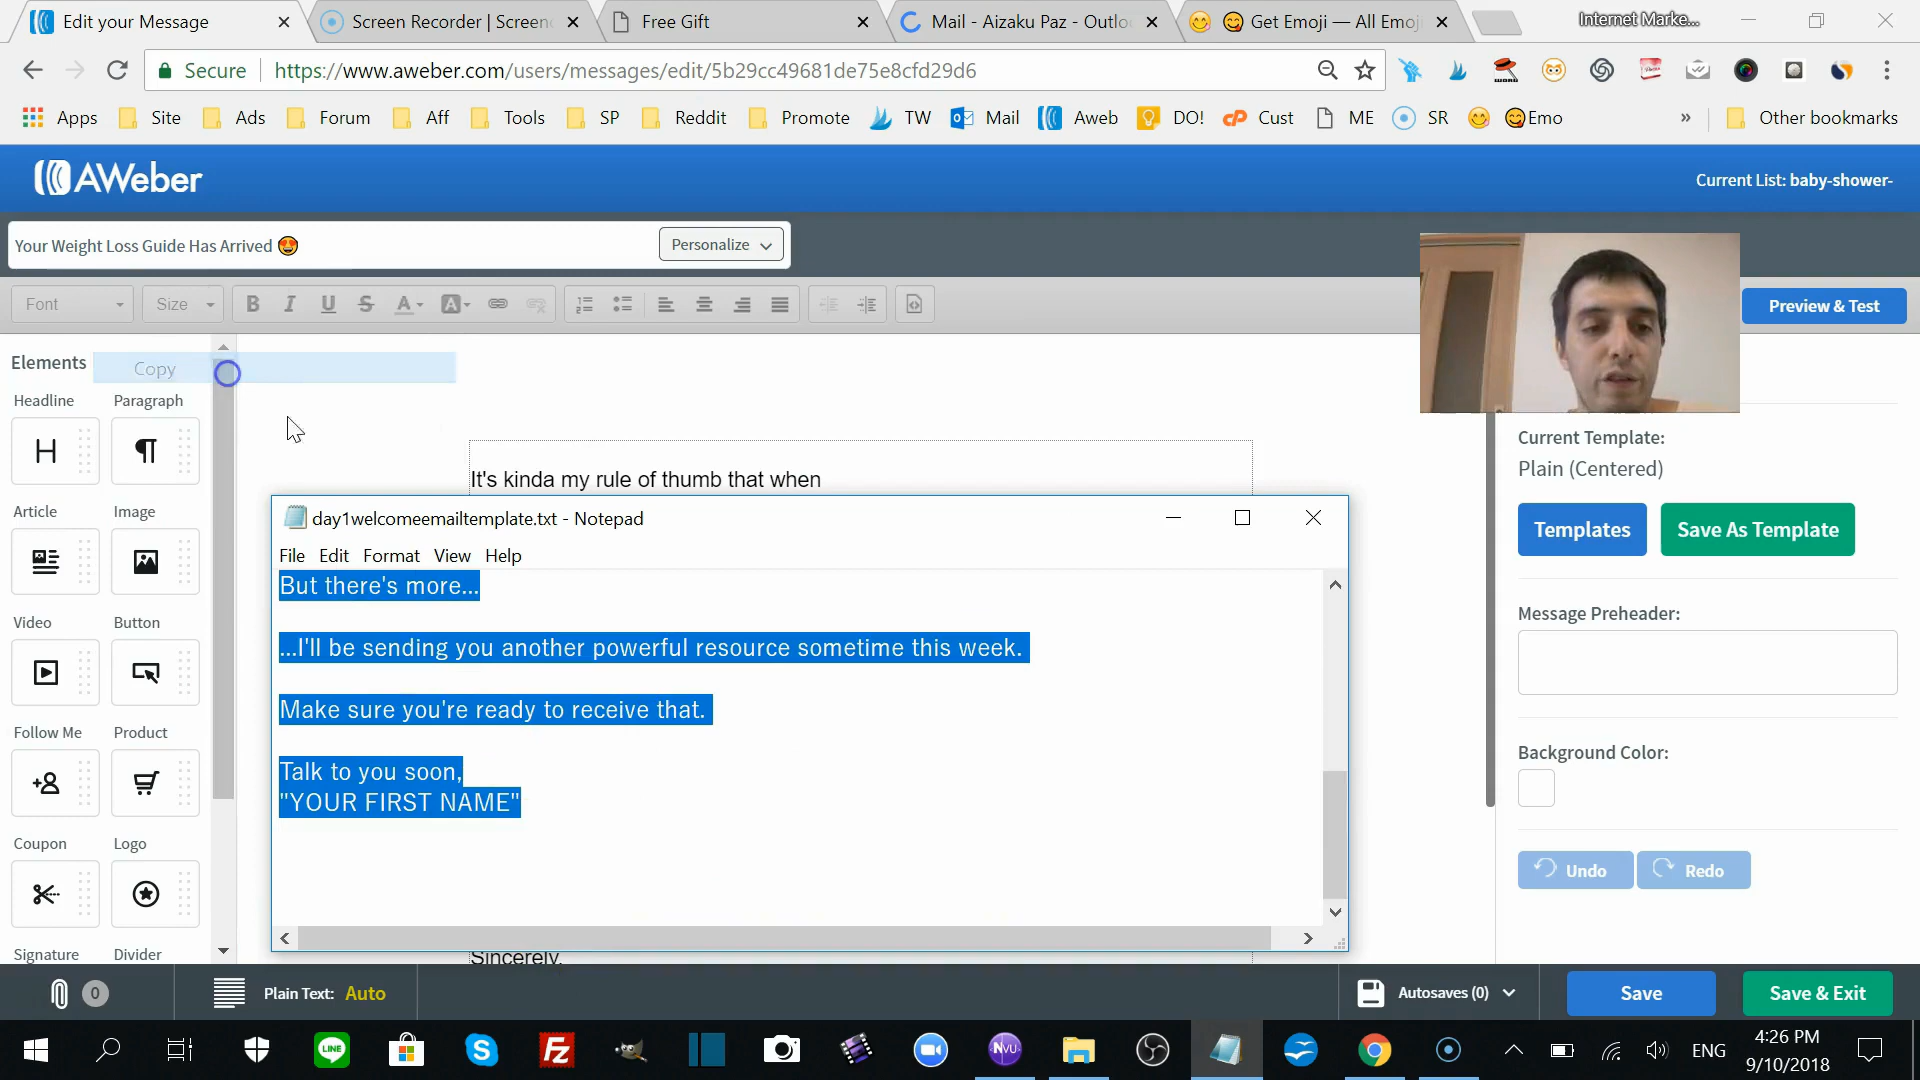 Edit your Message
Screen Recorder | Screenc
Free Gift
Mail - Aizaku Paz - Outlo
Get Emoji — All Emoji
Internet Marke...
Secure
https://www.aweber.com/users/messages/edit/5b29cc49681de75e8cfd29d6
Apps
Site
Ads
Forum
Aff
Tools
SP
Reddit
Promote
TW
Mail
Aweb
DO!
Cust
ME
SR
Emo
»
Other bookmarks
AWeber
Current List: baby-shower-
Your Weight Loss Guide Has Arrived 😍
Personalize
Font
Size
B I U S A A
Preview & Test
Elements
Copy
Headline
Paragraph
H
¶
Article
Image
Video
Button
Follow Me
Product
Coupon
Logo
Signature
Divider
It's kinda my rule of thumb that when
day1welcomeemailtemplate.txt - Notepad
File Edit Format View Help
But there's more...
...I'll be sending you another powerful resource sometime this week.
Make sure you're ready to receive that.
Talk to you soon,
"YOUR FIRST NAME"
Sincerely,
Current Template:
Plain (Centered)
Templates
Save As Template
Message Preheader:
Background Color:
Undo
Redo
0
Plain Text: Auto
Autosaves (0)
Save
Save & Exit
LINE
S
Fz
NVU
ENG
4:26 PM
9/10/2018